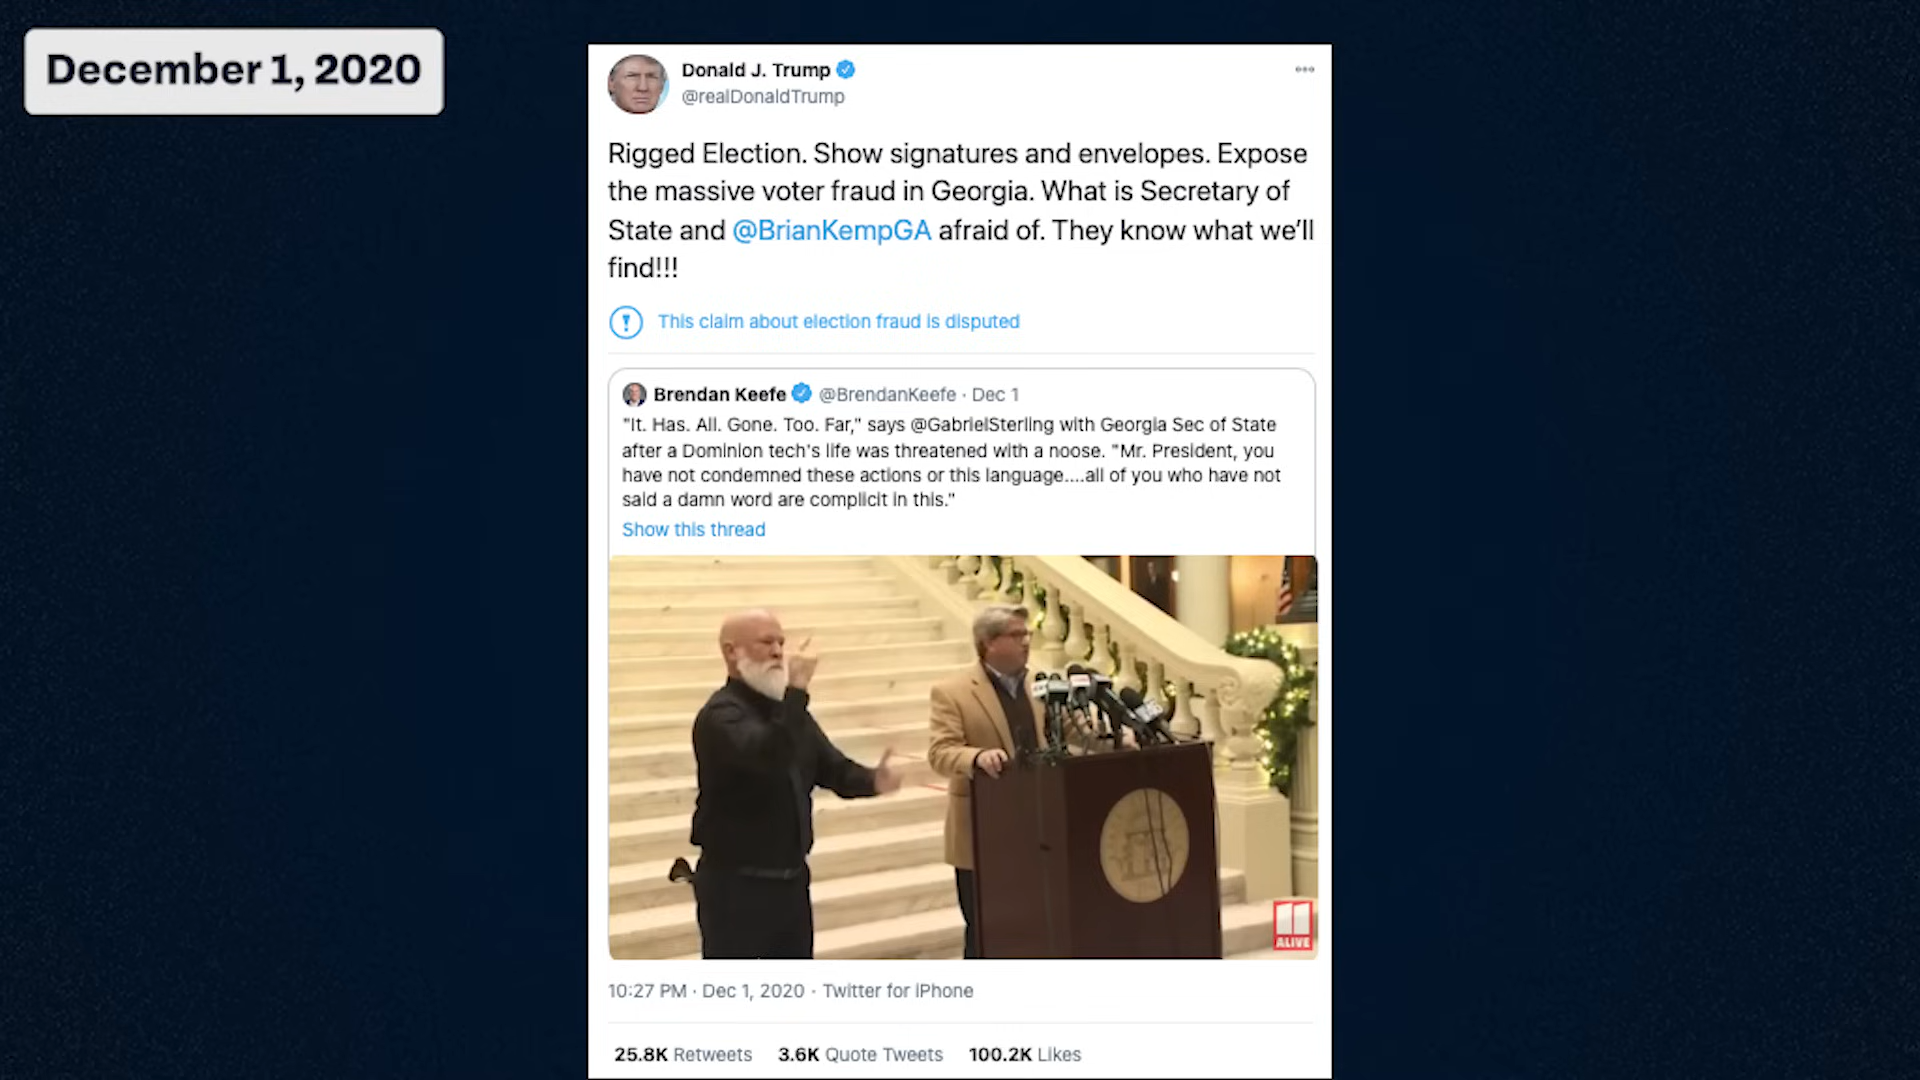 December 1, 2020
Donald J. Trump
@realDonaldTrump
Rigged Election. Show signatures and envelopes. Expose
the massive voter fraud in Georgia. What is Secretary of
State and @BrianKempGA afraid of. They know what we'll
find!!!
This claim about election fraud is disputed
Brendan Keefe @BrendanKeefe · Dec 1
"It. Has. All. Gone. Too. Far," says @GabrielSterling with Georgia Sec of State
after a Dominion tech's life was threatened with a noose. "Mr. President, you
have not condemned these actions or this language....all of you who have not
said a damn word are complicit in this."
Show this thread
11
ALIVE
10:27 PM · Dec 1, 2020 · Twitter for iPhone
25.8K Retweets 3.6K Quote Tweets 100.2K Likes